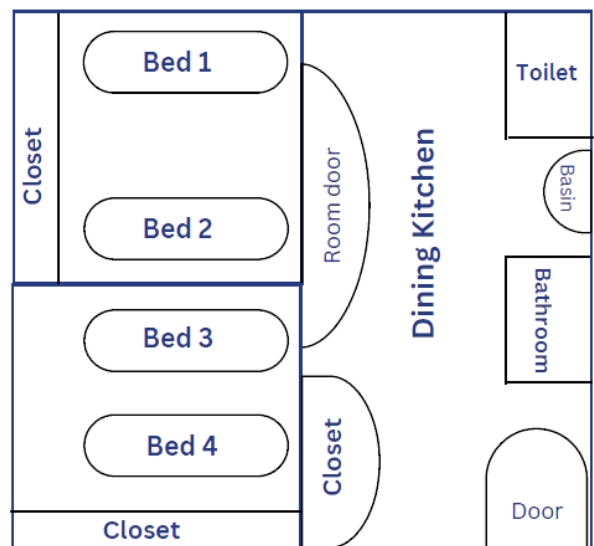 Bed 1
Toilet
Closet
Room door
Dining Kitchen
Basin
Bed 2
Bed 3
Bathroom
Bed 4
Closet
Door
Closet